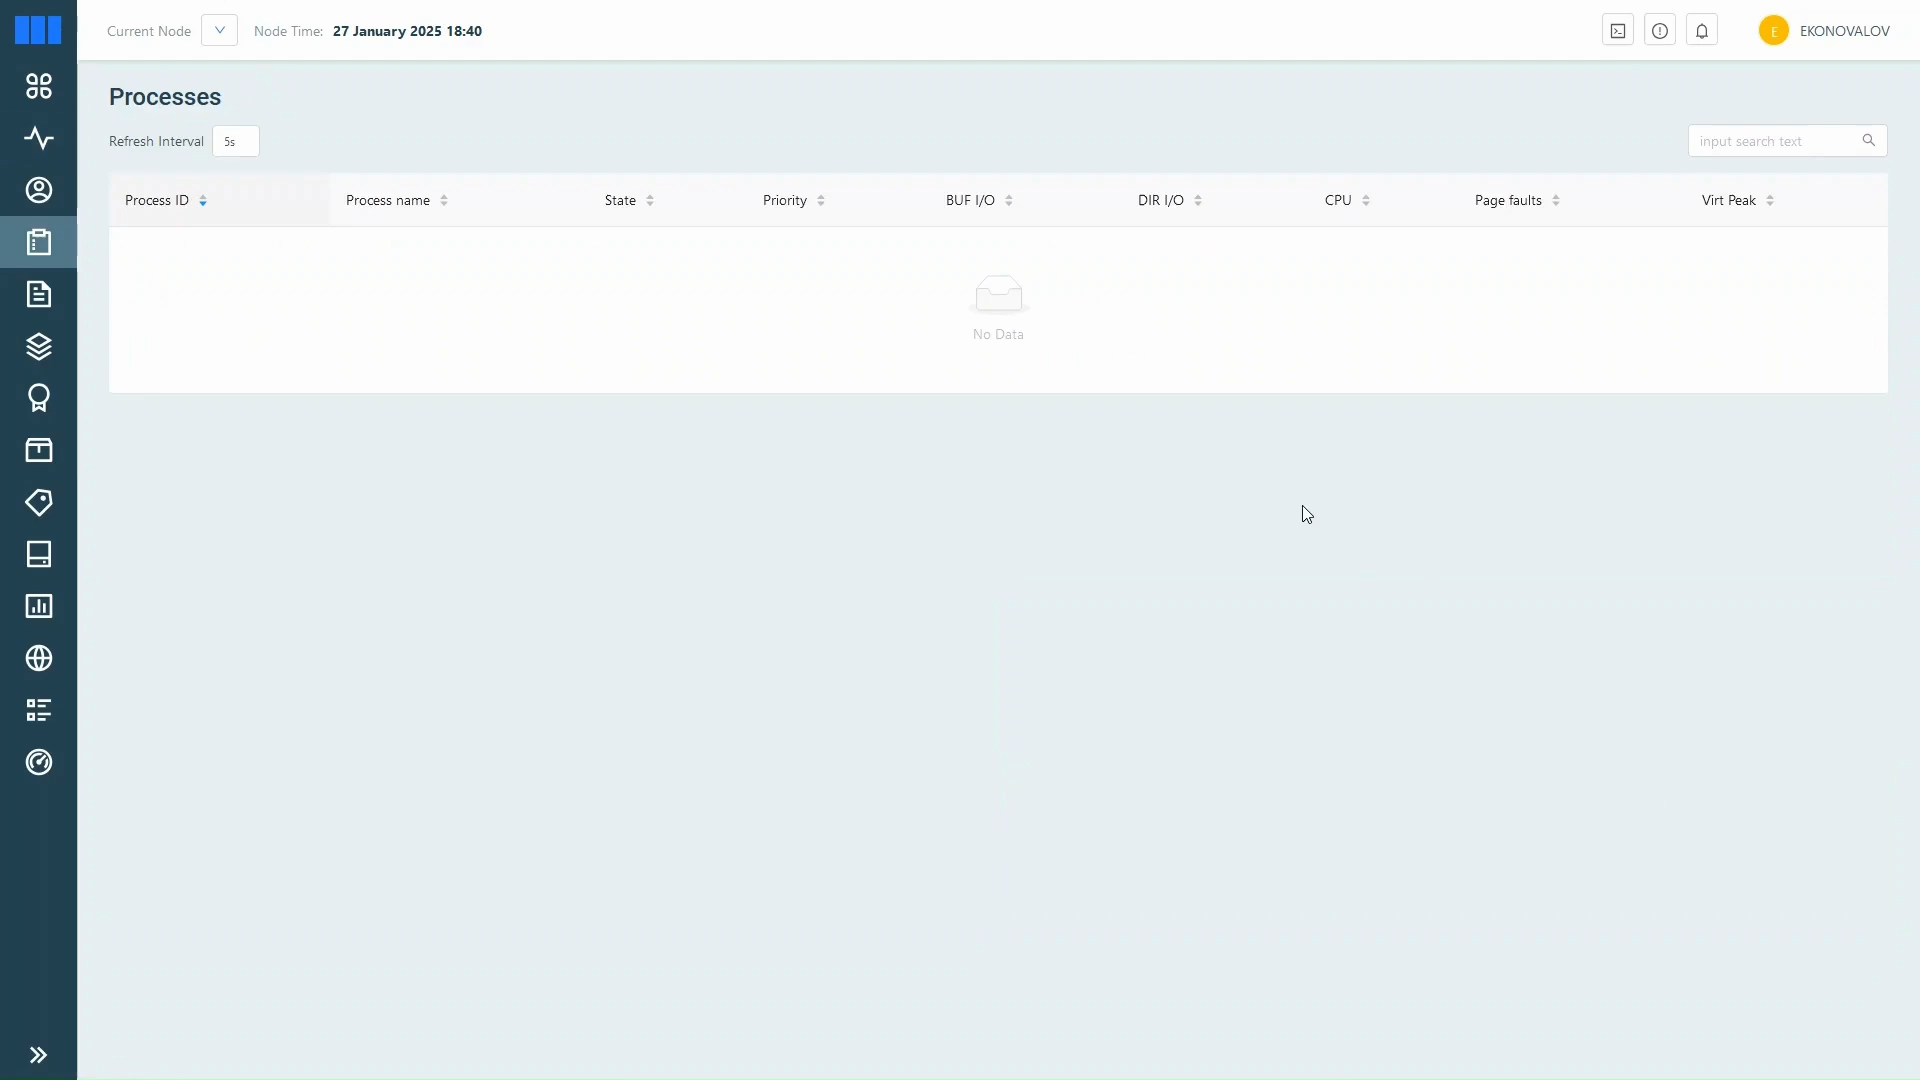 Current Node Node Time: 27 January 2025 18:40 E EKONOVALOV
Processes
Refresh Interval 5s input search text
Process ID Process name State Priority BUF I/O DIR I/O CPU Page faults Virt Peak
No Data